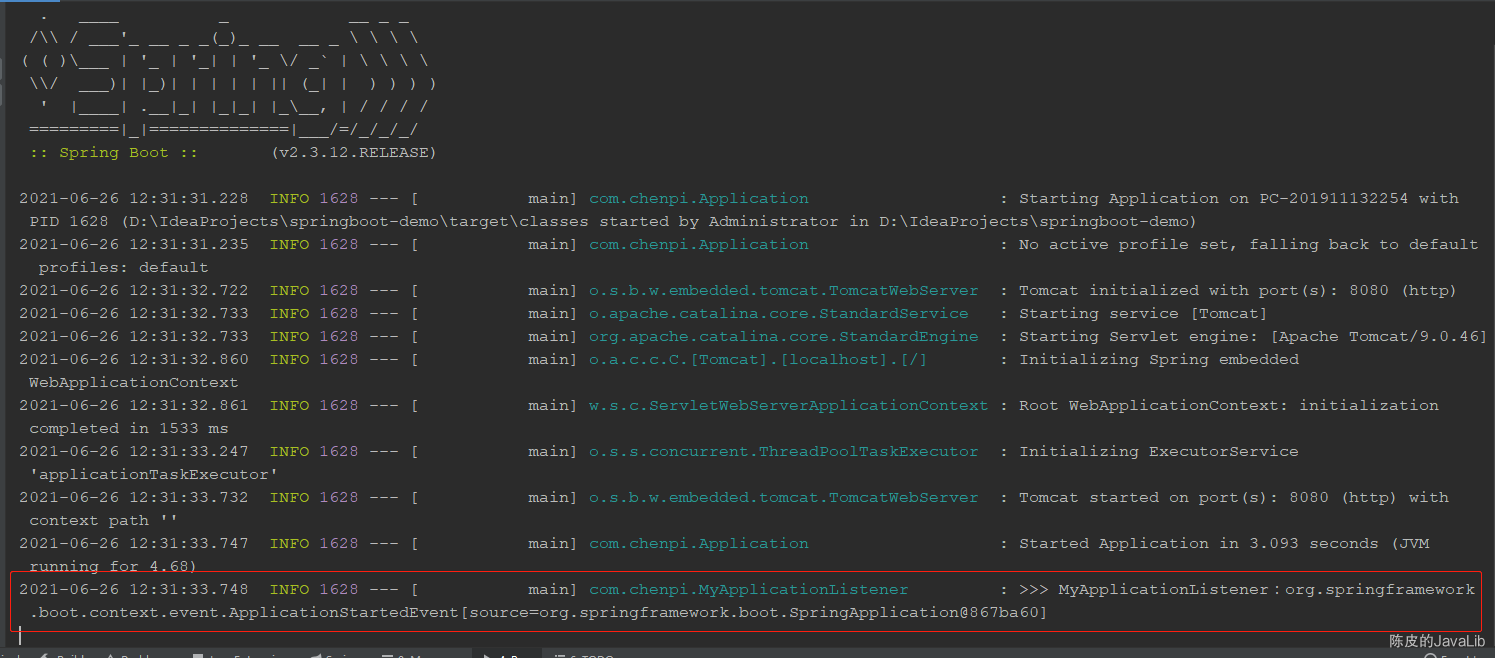 .   ____          _            __ _ _
 /\\ / ___'_ __ _ _(_)_ __  __ _ \ \ \ \
( ( )\___ | '_ | '_| | '_ \/ _` | \ \ \ \
 \\/  ___)| |_)| | | | | || (_| |  ) ) ) )
  '  |____| .__|_| |_|_| |_\__, | / / / /
 =========|_|==============|___/=/_/_/_/
 :: Spring Boot ::        (v2.3.12.RELEASE)
2021-06-26 12:31:31.228  INFO 1628 --- [           main] com.chenpi.Application                   : Starting Application on PC-201911132254 with
PID 1628 (D:\IdeaProjects\springboot-demo\target\classes started by Administrator in D:\IdeaProjects\springboot-demo)
2021-06-26 12:31:31.235  INFO 1628 --- [           main] com.chenpi.Application                   : No active profile set, falling back to default
profiles: default
2021-06-26 12:31:32.722  INFO 1628 --- [           main] o.s.b.w.embedded.tomcat.TomcatWebServer  : Tomcat initialized with port(s): 8080 (http)
2021-06-26 12:31:32.733  INFO 1628 --- [           main] o.apache.catalina.core.StandardService   : Starting service [Tomcat]
2021-06-26 12:31:32.733  INFO 1628 --- [           main] org.apache.catalina.core.StandardEngine  : Starting Servlet engine: [Apache Tomcat/9.0.46]
2021-06-26 12:31:32.860  INFO 1628 --- [           main] o.a.c.c.C.[Tomcat].[localhost].[/]       : Initializing Spring embedded
WebApplicationContext
2021-06-26 12:31:32.861  INFO 1628 --- [           main] w.s.c.ServletWebServerApplicationContext : Root WebApplicationContext: initialization
completed in 1533 ms
2021-06-26 12:31:33.247  INFO 1628 --- [           main] o.s.s.concurrent.ThreadPoolTaskExecutor  : Initializing ExecutorService
'applicationTaskExecutor'
2021-06-26 12:31:33.732  INFO 1628 --- [           main] o.s.b.w.embedded.tomcat.TomcatWebServer  : Tomcat started on port(s): 8080 (http) with
context path ''
2021-06-26 12:31:33.747  INFO 1628 --- [           main] com.chenpi.Application                   : Started Application in 3.093 seconds (JVM
running for 4.68)
2021-06-26 12:31:33.748  INFO 1628 --- [           main] com.chenpi.MyApplicationListener         : >>> MyApplicationListener：org.springframework
.boot.context.event.ApplicationStartedEvent[source=org.springframework.boot.SpringApplication@867ba60]
陈皮的JavaLib